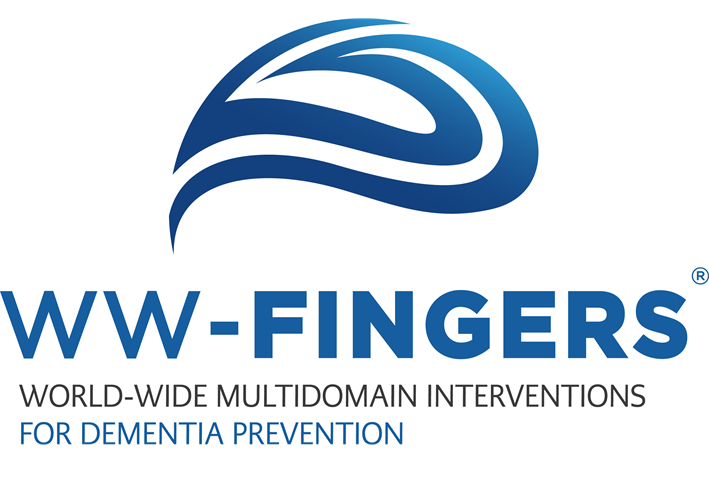 WW-FINGERS®
WORLD-WIDE MULTIDOMAIN INTERVENTIONS
FOR DEMENTIA PREVENTION